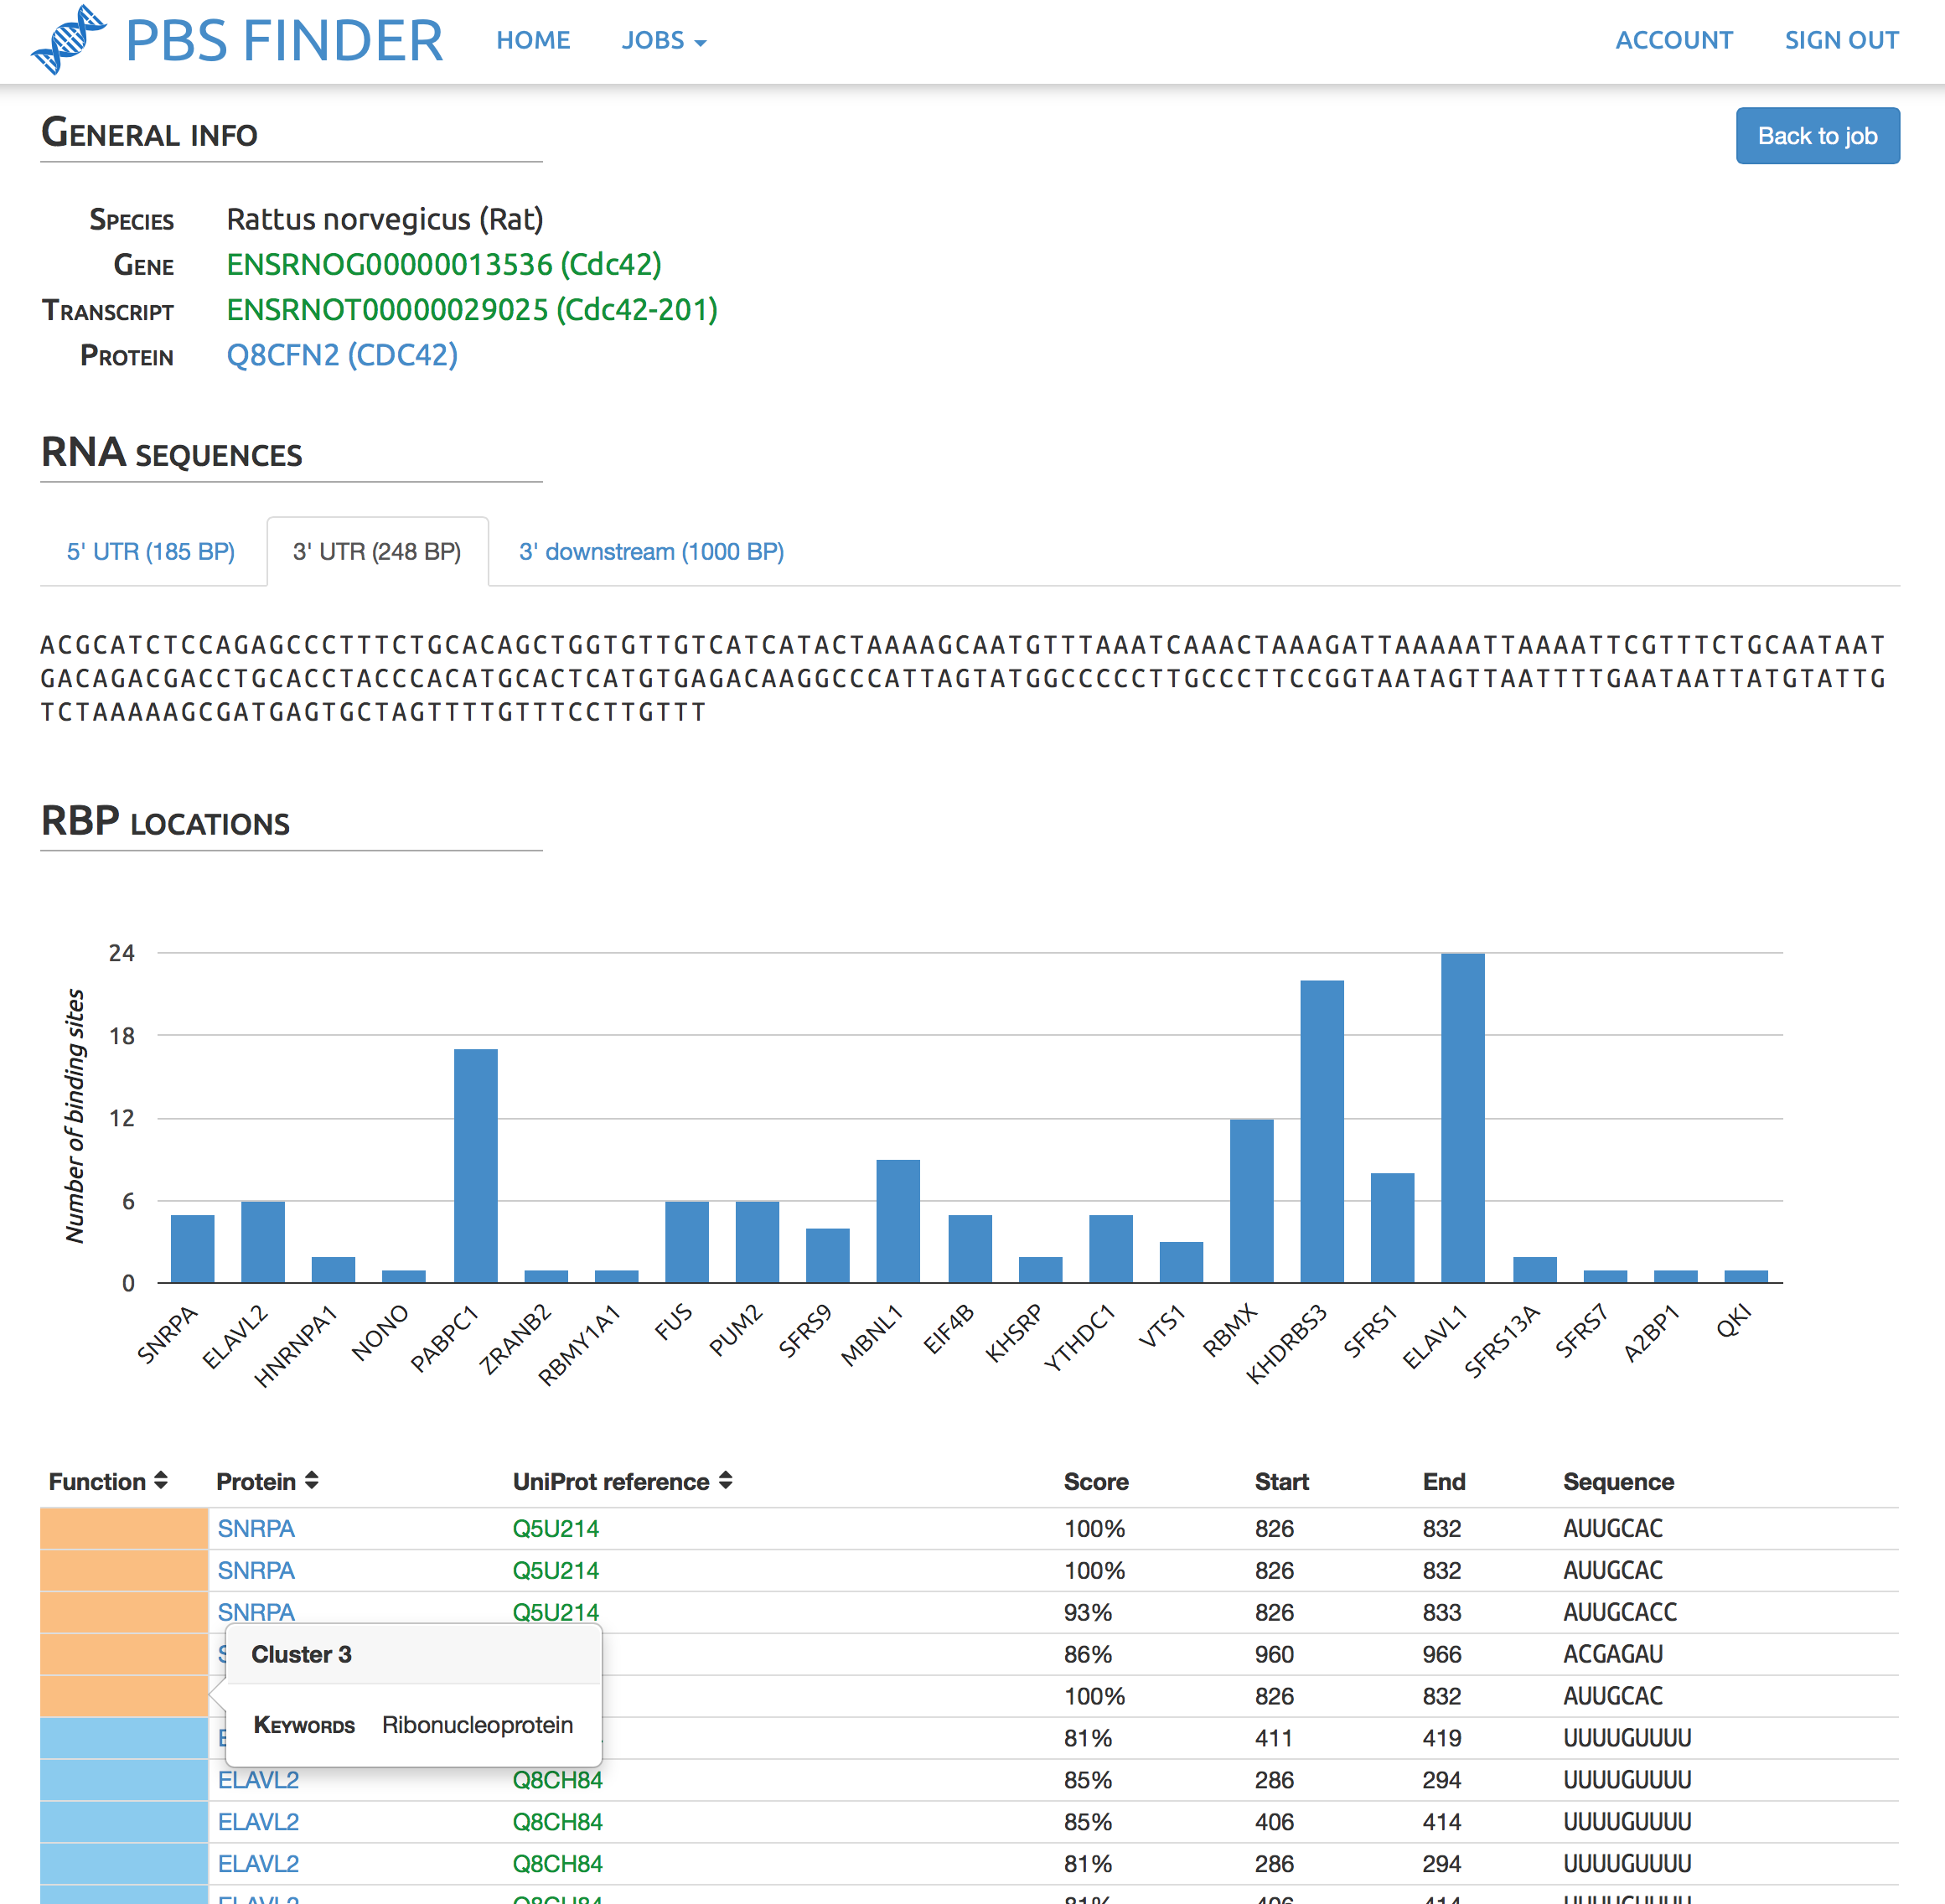 PBS FINDER HOME JOBS ACCOUNT SIGN OUT
GENERAL INFO
Back to job
SPECIES Rattus norvegicus (Rat)
GENE ENSRNOG00000013536 (Cdc42)
TRANSCRIPT ENSRNOT00000029025 (Cdc42-201)
PROTEIN Q8CFN2 (CDC42)
RNA SEQUENCES
5' UTR (185 BP) 3' UTR (248 BP) 3' downstream (1000 BP)
ACGCATCTCCAGAGCCCTTTCTGCACAGCTGGTGTTGTCATCATACTAAAAGCAATGTTTAAATCAAACTAAAGATTAAAAATTAAAATTCGTTTCTGCAATAAT
GACAGACGACCTGCACCTACCCACATGCACTCATGTGAGACAAGGCCCATTAGTATGGCCCCCTTGCCCTTCCGGTAATAGTTAATTTTGAATAATTATGTATTG
TCTAAAAAGCGATGAGTGCTAGTTTTGTTTCCTTGTTT
RBP LOCATIONS
Number of binding sites
24
18
12
6
0
SNRPA ELAVL2 HNRNPA1 NONO PABPC1 ZRANB2 RBMY1A1 FUS PUM2 SFRS9 MBNL1 EIF4B KHSRP YTHDC1 VTS1 RBMX KHDRBS3 SFRS1 ELAVL1 SFRS13A SFRS7 A2BP1 QKI
Function Protein UniProt reference Score Start End Sequence
SNRPA Q5U214 100% 826 832 AUUGCAC
SNRPA Q5U214 100% 826 832 AUUGCAC
SNRPA Q5U214 93% 826 833 AUUGCACC
86% 960 966 ACGAGAU
Cluster 3
100% 826 832 AUUGCAC
KEYWORDS Ribonucleoprotein
81% 411 419 UUUUGUUUU
ELAVL2 Q8CH84 85% 286 294 UUUUGUUUU
ELAVL2 Q8CH84 85% 406 414 UUUUGUUUU
ELAVL2 Q8CH84 81% 286 294 UUUUGUUUU
ELAVL2 Q8CH84 81% 406 414 UUUUGUUUU